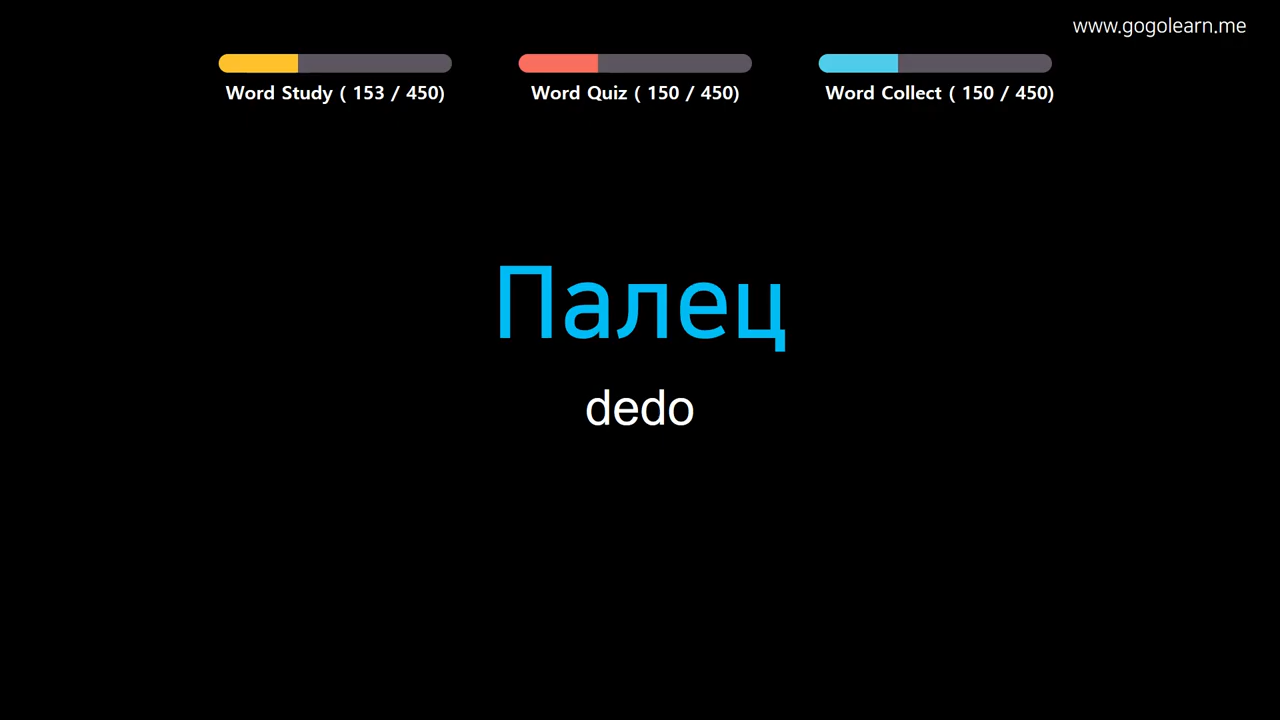 www.gogolearn.me
Word Study ( 153 / 450)
Word Quiz ( 150 / 450)
Word Collect ( 150 / 450)
Палец
dedo